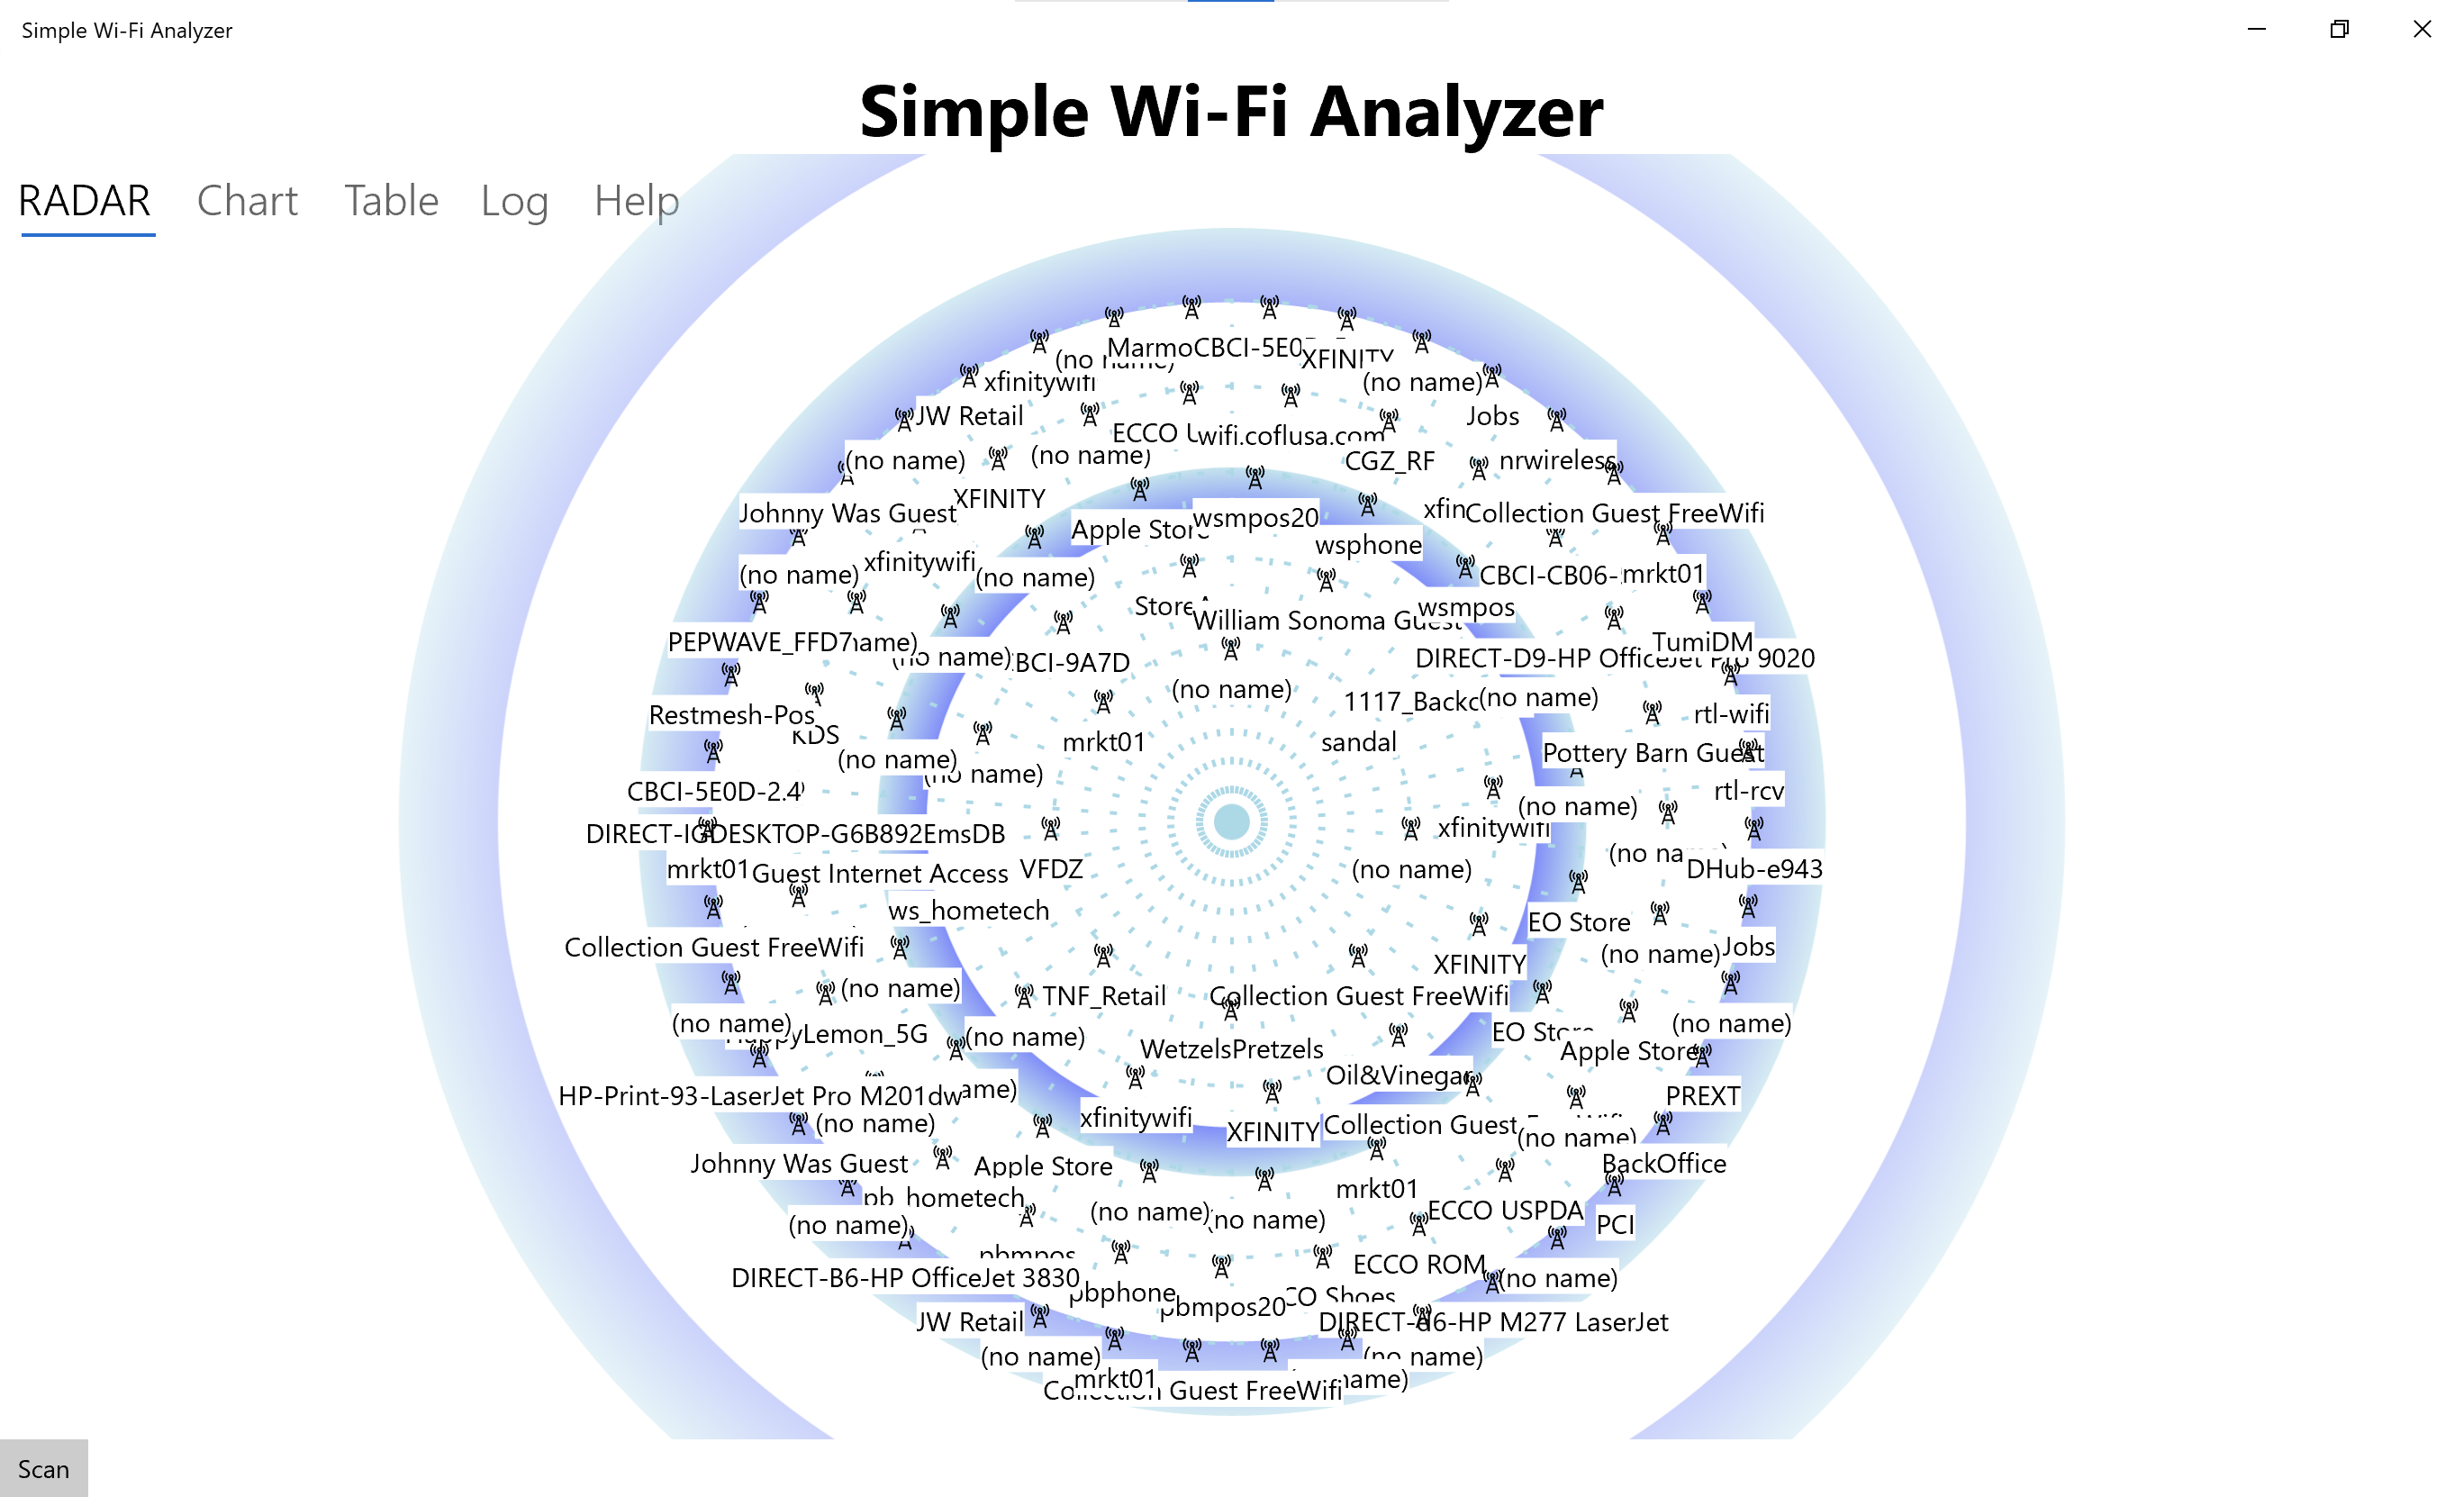 Simple Wi-Fi Analyzer
Simple Wi-Fi Analyzer
RADAR Chart Table Log Help
MarmoCBCI-5E0
(no name) XFINITY
xfinitywifi (no name)
JW Retail Jobs
ECCO wifi.coflusa.com
(no name) (no name) CGZ_RF nrwireless
XFINITY
Johnny Was Guest xfin Collection Guest FreeWifi
Apple Store wsmpos20
wsphone
xfinitywifi
(no name) (no name) CBCI-CB06- mrkt01
Store William Sonoma Guest wsmpos
PEPWAVE_FFD7 name) TumiDM
(no name) BCI-9A7D DIRECT-D9-HP OfficeJet Pro 9020
(no name) 1117_Backo (no name)
Restmesh-Pos rtl-wifi
KDS mrkt01 sandal
(no name) Pottery Barn Guest
(no name)
CBCI-5E0D-2.4 rtl-rcv
(no name)
DIRECT-IG DESKTOP-G6B892EmsDB xfinitywifi
(no na
mrkt01 Guest Internet Access VFDZ (no name) DHub-e943
ws_hometech EO Store
Collection Guest FreeWifi Jobs
XFINITY (no name)
(no name) TNF_Retail Collection Guest FreeWifi
(no name) HappyLemon_5G (no name) EO Store (no name)
WetzelsPretzels Apple Store
Oil&Vinegar
HP-Print-93-LaserJet Pro M201dw name) PREXT
(no name) xfinitywifi XFINITY Collection Guest FreeWifi
(no name)
Johnny Was Guest Apple Store BackOffice
pb_hometech mrkt01
(no name) (no name) (no name) ECCO USPDA PCI
pbmpos
DIRECT-B6-HP OfficeJet 3830 ECCO ROM (no name)
pbphone pbmpos20 CO Shoes
JW Retail DIRECT-d6-HP M277 LaserJet
(no name) (no name)
mrkt01 name)
Collection Guest FreeWifi
Scan